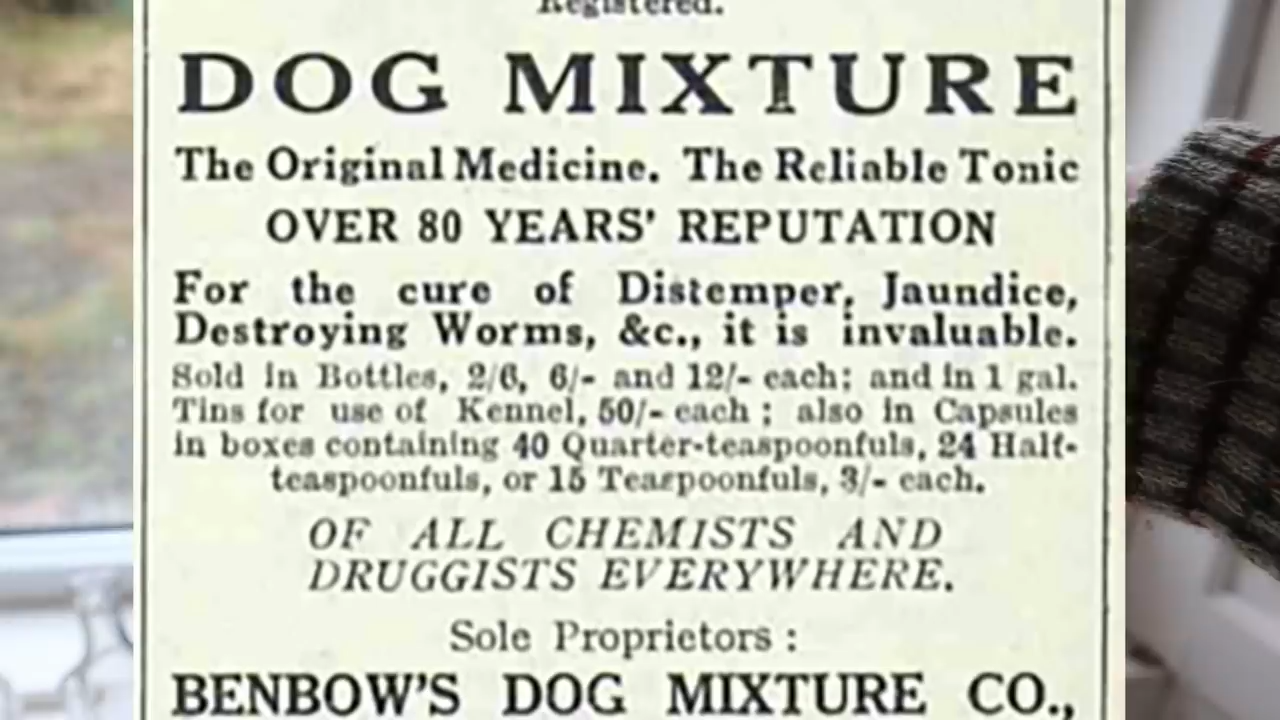 Registered.
DOG MIXTURE
The Original Medicine. The Reliable Tonic
OVER 80 YEARS' REPUTATION
For the cure of Distemper, Jaundice,
Destroying Worms, &c., it is invaluable.
Sold in Bottles, 2/6, 6/- and 12/- each; and in 1 gal.
Tins for use of Kennel, 50/- each; also in Capsules
in boxes containing 40 Quarter-teaspoonfuls, 24 Half-
teaspoonfuls, or 15 Teaspoonfuls, 3/- each.
OF ALL CHEMISTS AND
DRUGGISTS EVERYWHERE.
Sole Proprietors:
BENBOW'S DOG MIXTURE CO.,